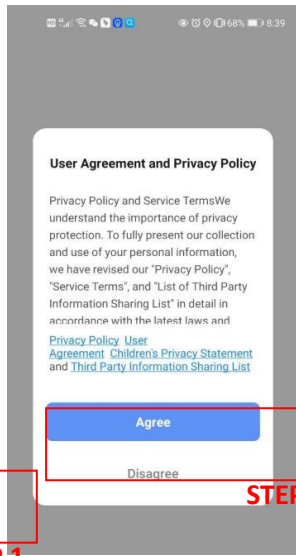 68% 8:39
User Agreement and Privacy Policy
Privacy Policy and Service TermsWe
understand the importance of privacy
protection. To fully present our collection
and use of your personal information,
we have revised our "Privacy Policy",
"Service Terms", and "List of Third Party
Information Sharing List" in detail in
accordance with the latest laws and
Privacy Policy User
Agreement Children's Privacy Statement
and Third Party Information Sharing List
Agree
Disagree
STEP